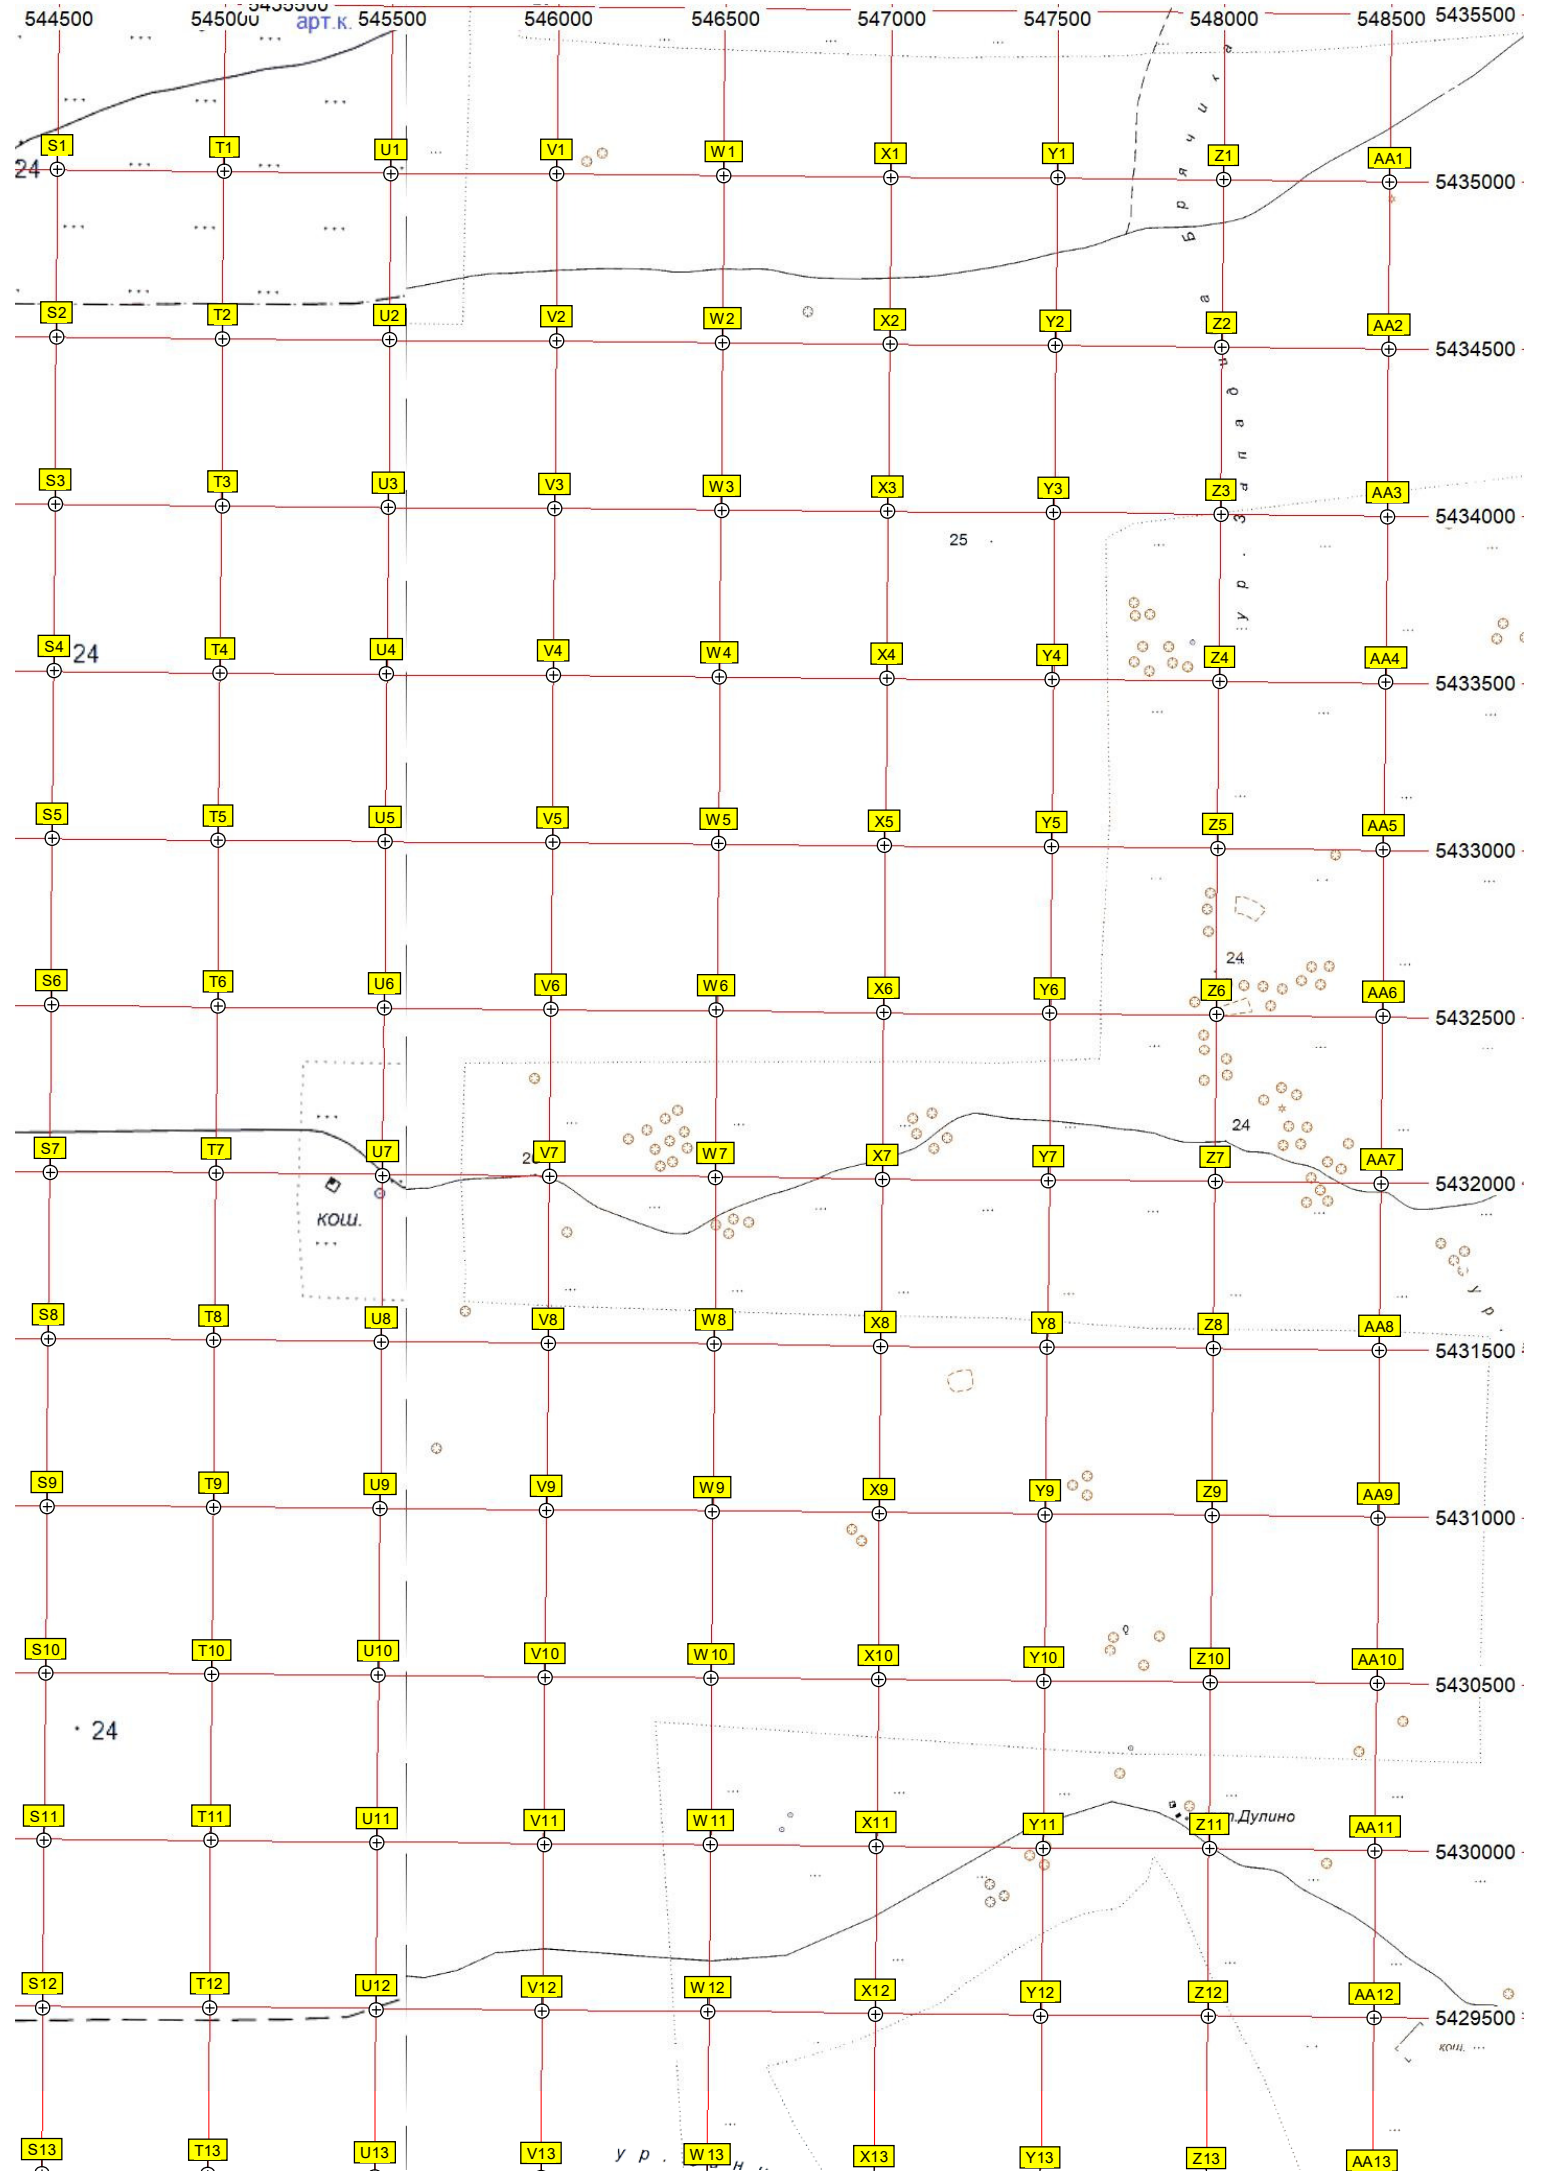 544500 545000 545500 546000 546500 547000 547500 548000 548500 5435500
арт.к.
Брячика
S1 T1 U1 V1 W1 X1 Y1 Z1 AA1
24
5435000
S2 T2 U2 V2 W2 X2 Y2 Z2 AA2
5434500
S3 T3 U3 V3 W3 X3 Y3 Z3 AA3
5434000
25
ур. Западина
S4 T4 U4 V4 W4 X4 Y4 Z4 AA4
24
5433500
S5 T5 U5 V5 W5 X5 Y5 Z5 AA5
5433000
24
S6 T6 U6 V6 W6 X6 Y6 Z6 AA6
5432500
24
S7 T7 U7 V7 W7 X7 Y7 Z7 AA7
5432000
кош.
ур.
S8 T8 U8 V8 W8 X8 Y8 Z8 AA8
5431500
S9 T9 U9 V9 W9 X9 Y9 Z9 AA9
5431000
S10 T10 U10 V10 W10 X10 Y10 Z10 AA10
5430500
24
S11 T11 U11 V11 W11 X11 Y11 Z11 AA11
т.Дулино
5430000
S12 T12 U12 V12 W12 X12 Y12 Z12 AA12
5429500
кош.
S13 T13 U13 V13 W13 X13 Y13 Z13 AA13
ур.